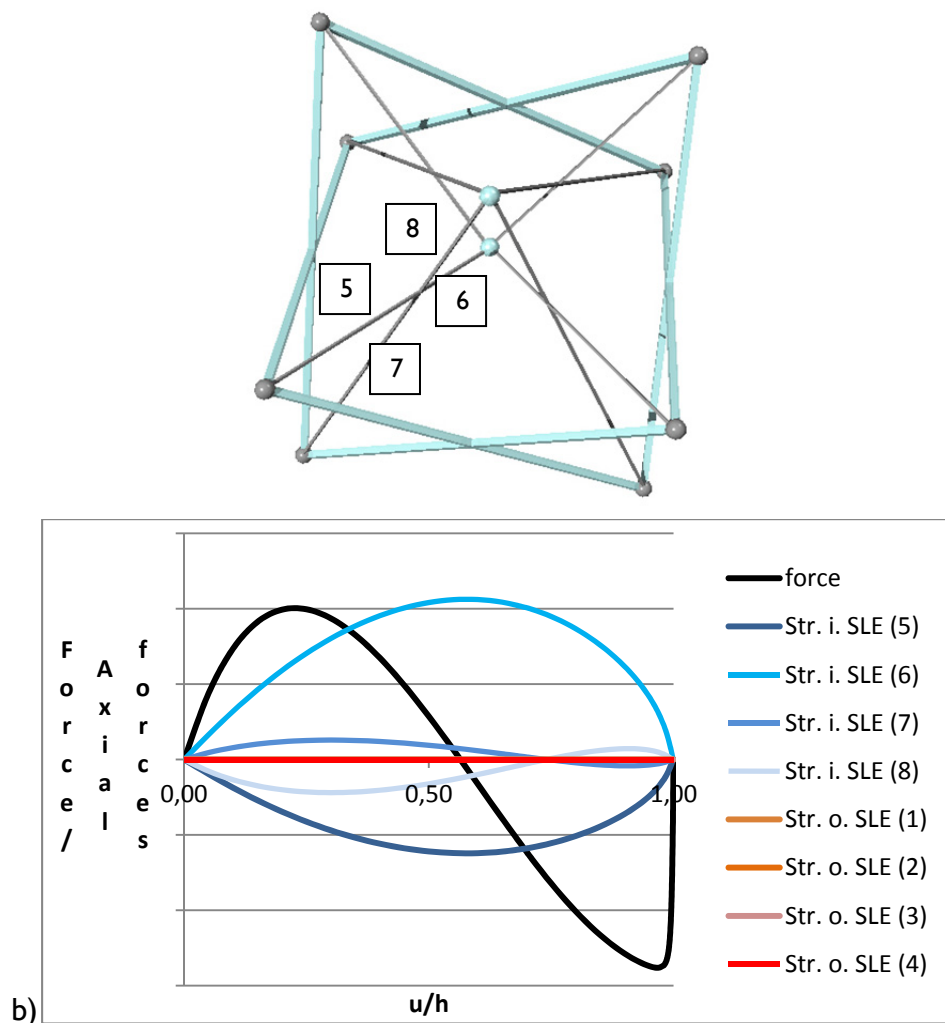 8
5
6
7
Force/
Axial
forces
0,00
0,50
1,00
u/h
force
Str. i. SLE (5)
Str. i. SLE (6)
Str. i. SLE (7)
Str. i. SLE (8)
Str. o. SLE (1)
Str. o. SLE (2)
Str. o. SLE (3)
Str. o. SLE (4)
b)